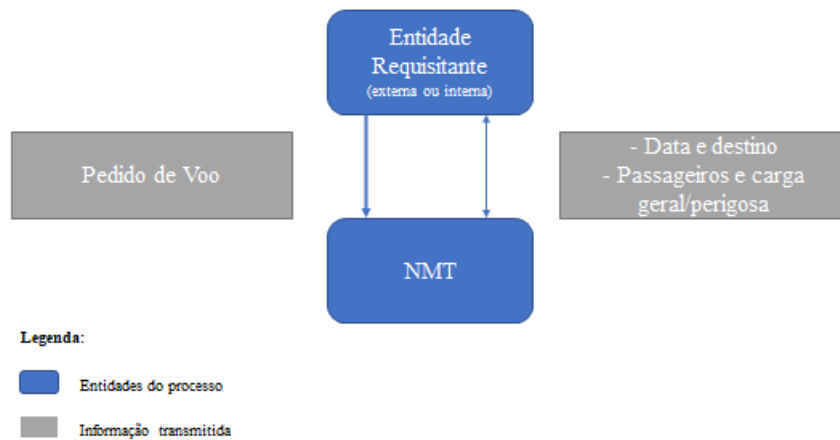 Entidade
Requisitante
(externa ou interna)
Pedido de Voo
- Data e destino
- Passageiros e carga
geral/perigosa
NMT
Legenda:
Entidades do processo
Informação transmitida